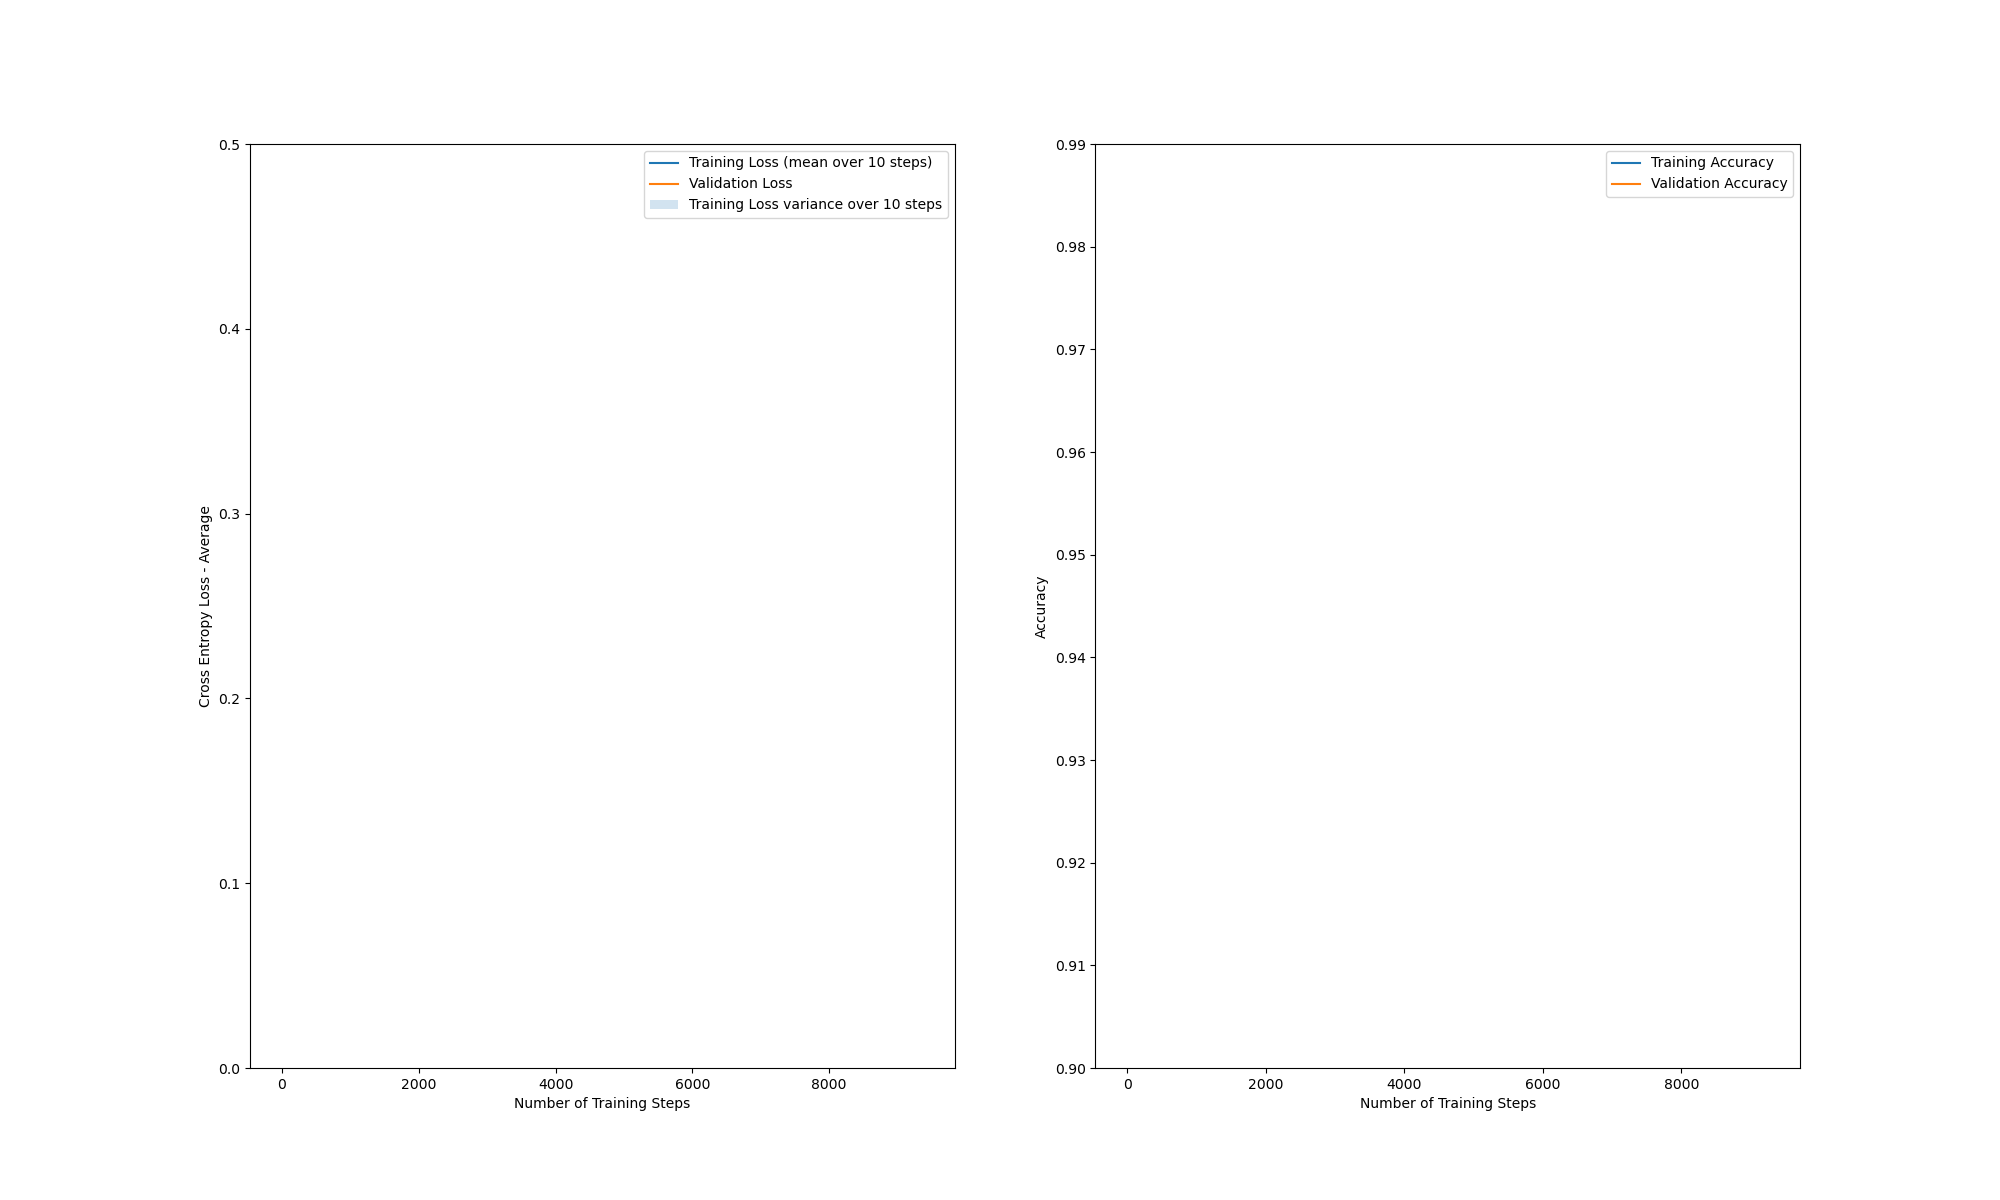 0.5
0.4
0.3
0.2
0.1
0.0
Cross Entropy Loss - Average
Training Loss (mean over 10 steps)
Validation Loss
Training Loss variance over 10 steps
0 2000 4000 6000 8000
Number of Training Steps
0.99
0.98
0.97
0.96
0.95
0.94
0.93
0.92
0.91
0.90
Accuracy
Training Accuracy
Validation Accuracy
0 2000 4000 6000 8000
Number of Training Steps